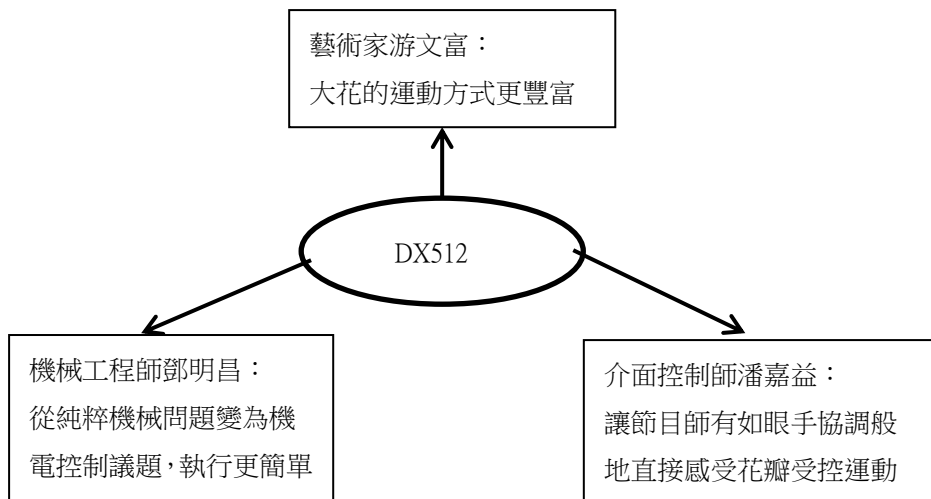 藝術家游文富：
大花的運動方式更豐富
DX512
機械工程師鄧明昌：
從純粹機械問題變為機
電控制議題，執行更簡單
介面控制師潘嘉益：
讓節目師有如眼手協調般
地直接感受花瓣受控運動